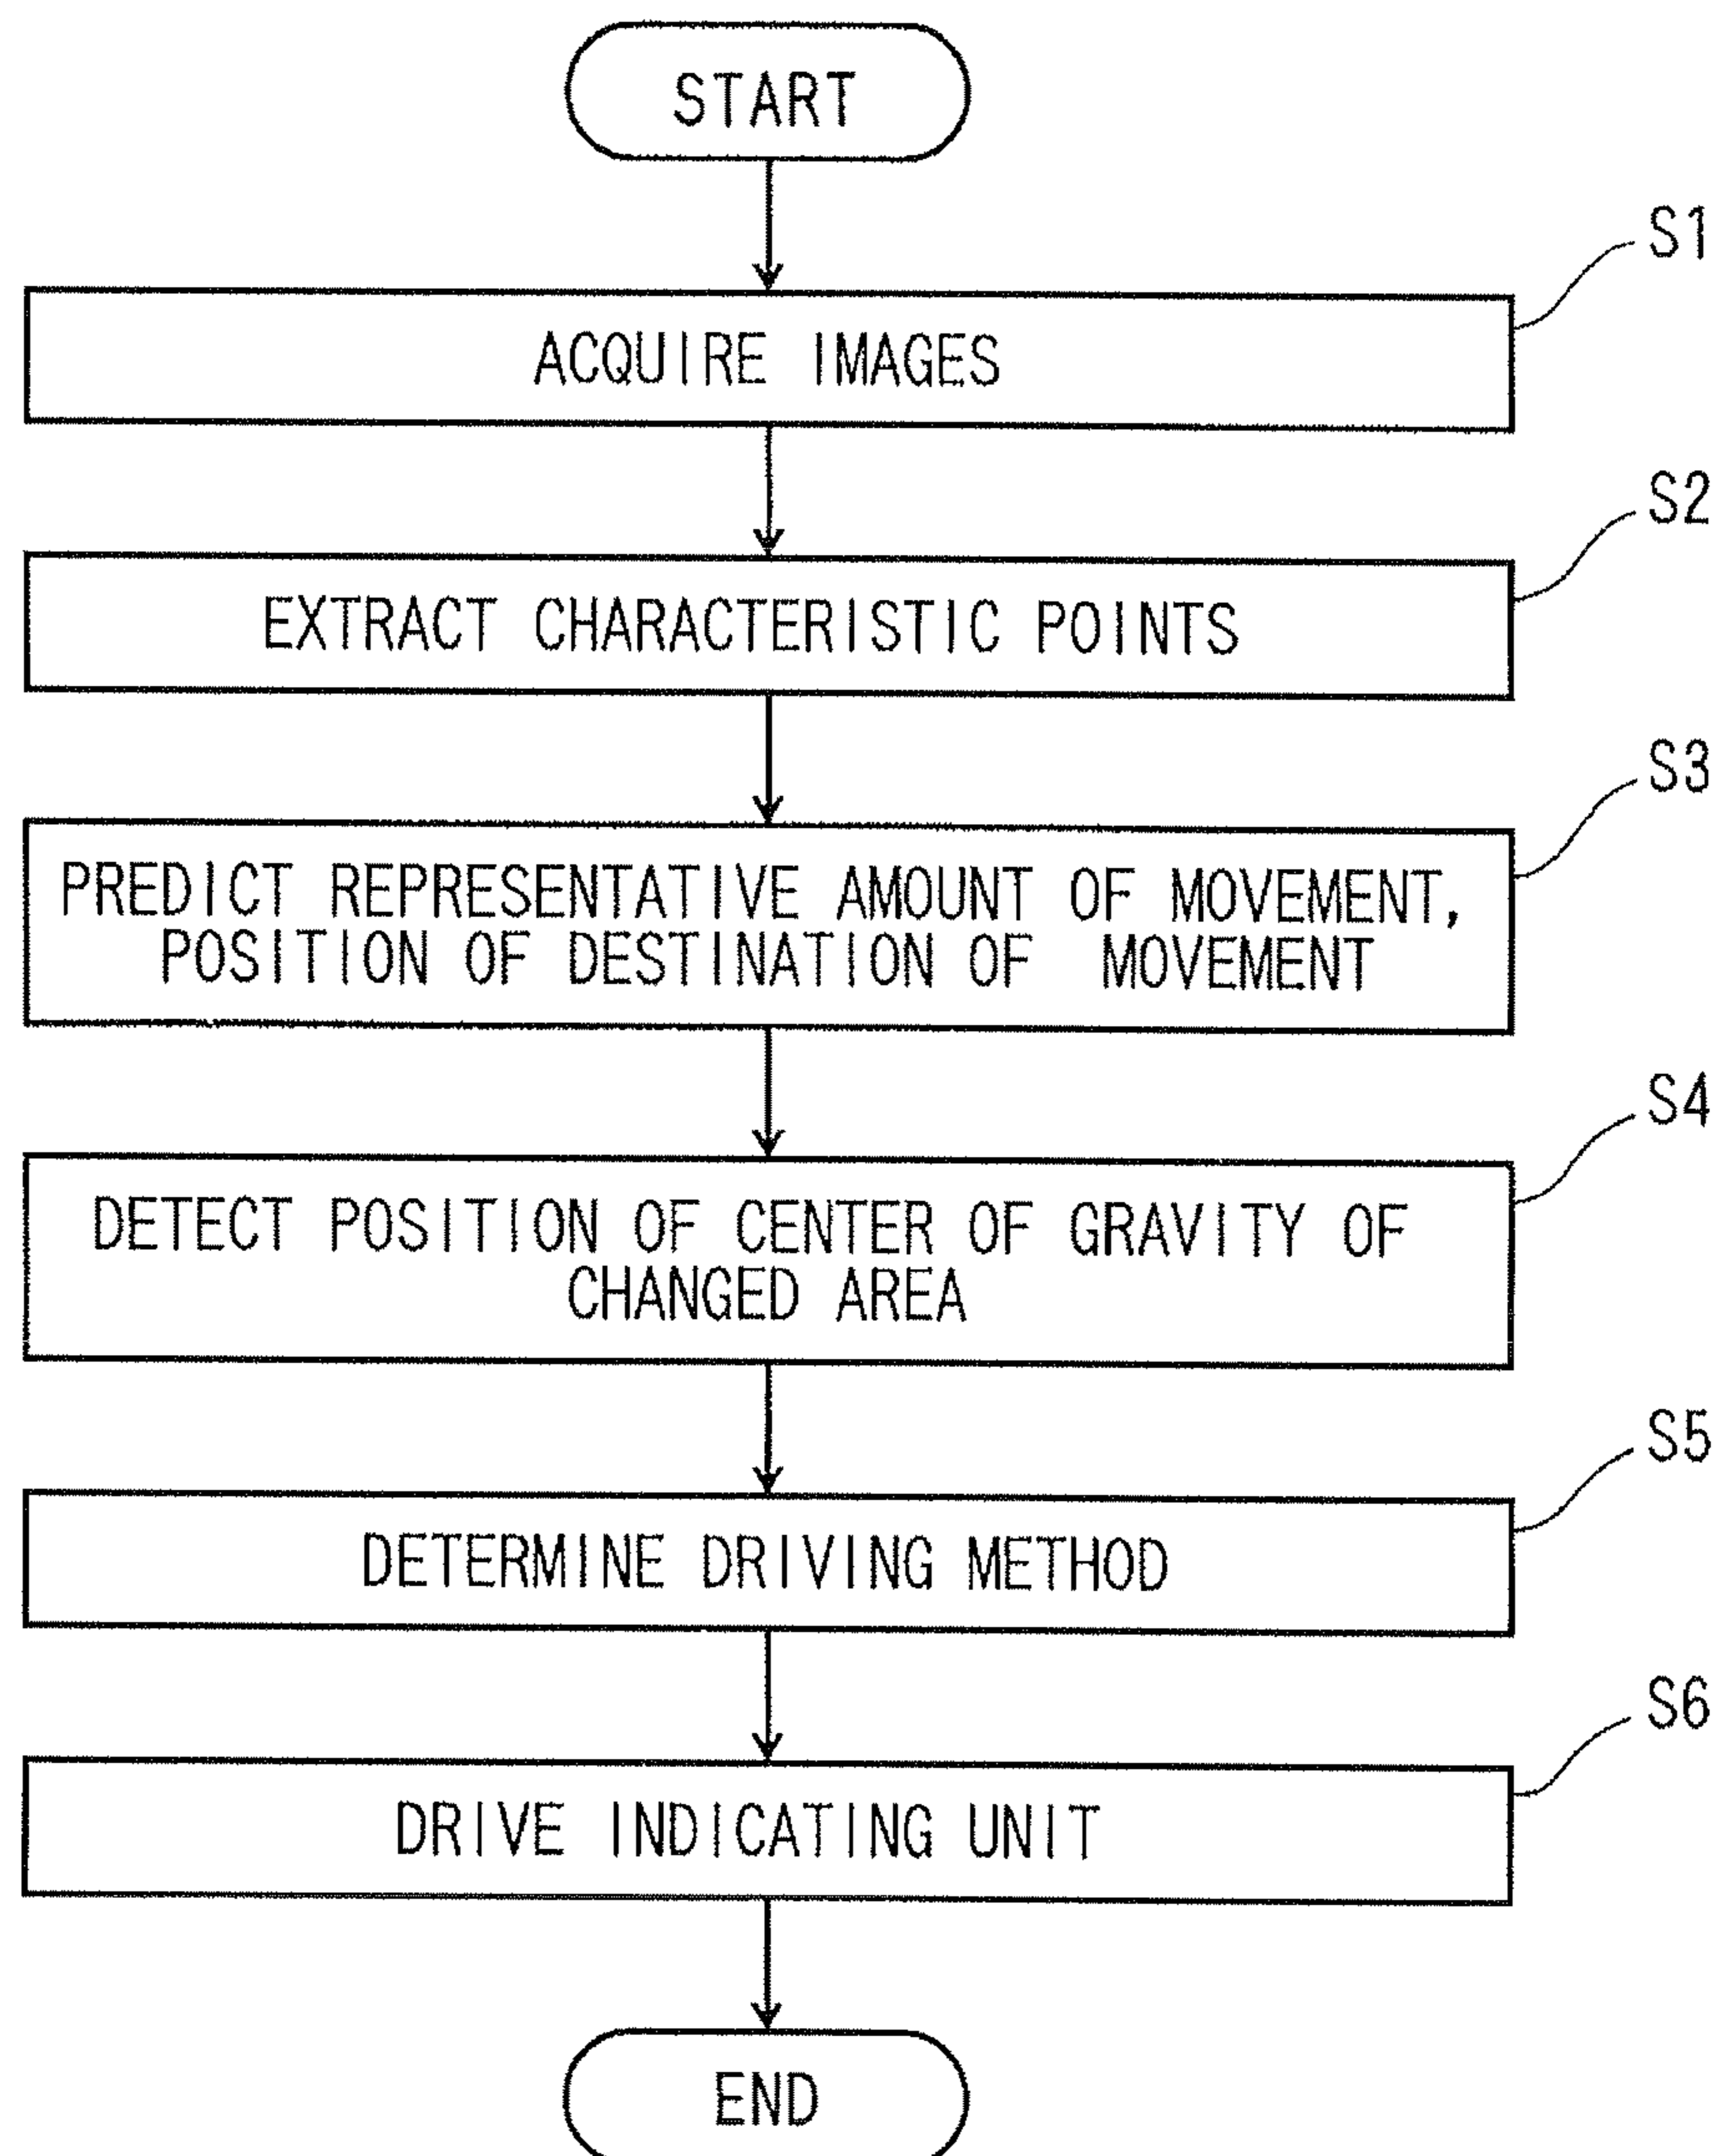 START
S1
ACQUIRE IMAGES
S2
EXTRACT CHARACTERISTIC POINTS
S3
PREDICT REPRESENTATIVE AMOUNT OF MOVEMENT,
POSITION OF DESTINATION OF MOVEMENT
S4
DETECT POSITION OF CENTER OF GRAVITY OF
CHANGED AREA
S5
DETERMINE DRIVING METHOD
S6
DRIVE INDICATING UNIT
END